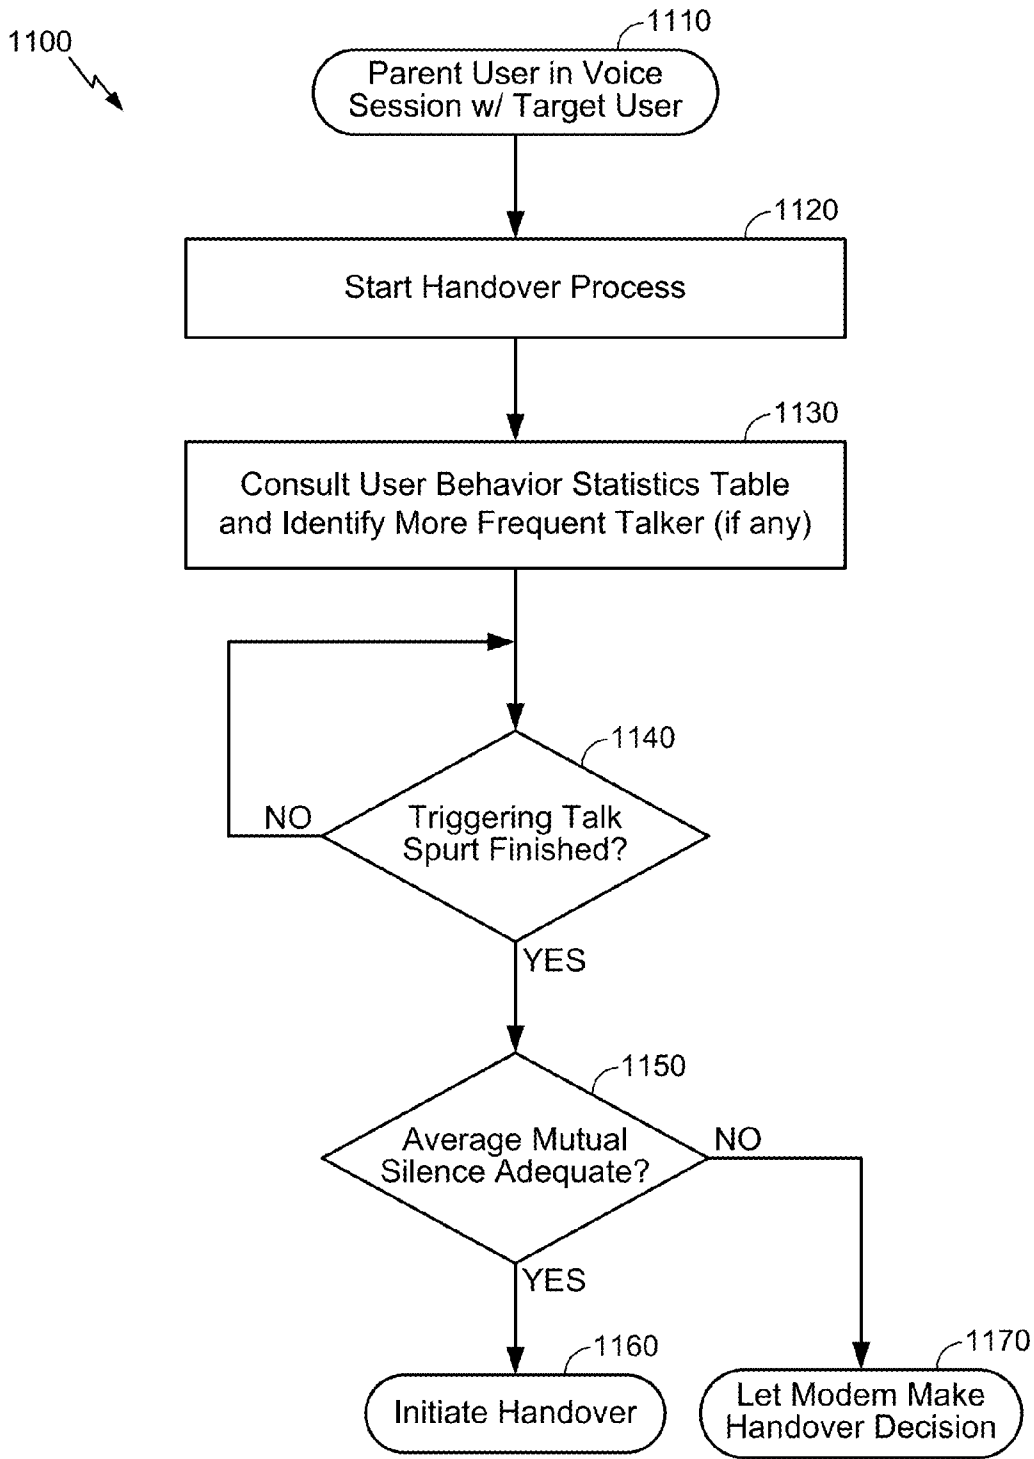 1100
1110
Parent User in Voice
Session w/ Target User
1120
Start Handover Process
1130
Consult User Behavior Statistics Table
and Identify More Frequent Talker (if any)
1140
Triggering Talk
Spurt Finished?
NO
YES
1150
Average Mutual
Silence Adequate?
NO
YES
1160
Initiate Handover
1170
Let Modem Make
Handover Decision